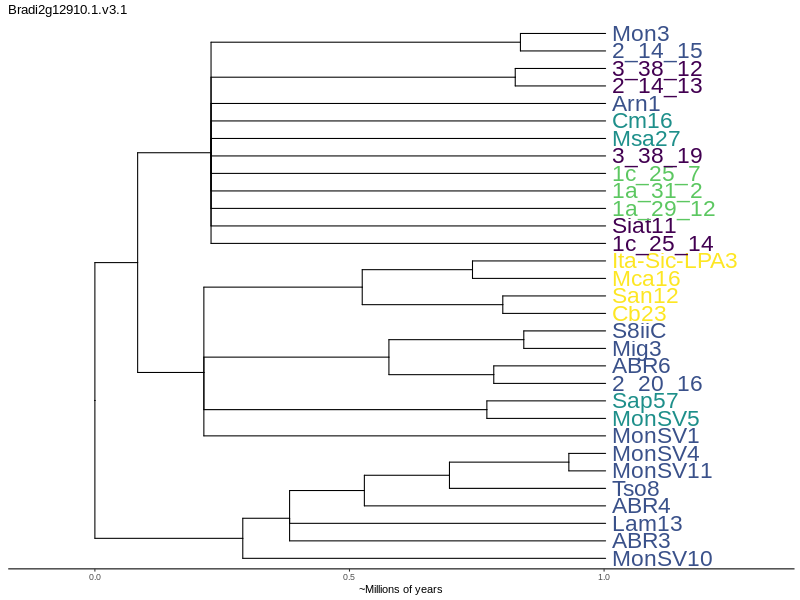 Bradi2g12910.1.v3.1
Mon3
2_14_15
3_38_12
2_14_13
Arn1
Cm16
Msa27
3_38_19
1c_25_7
1a_31_2
1a_29_12
Siat11
1c_25_14
Ita-Sic-LPA3
Mca16
San12
Cb23
S8iiC
Mig3
ABR6
2_20_16
Sap57
MonSV5
MonSV1
MonSV4
MonSV11
Tso8
ABR4
Lam13
ABR3
MonSV10
0.0 0.5 1.0
~Millions of years